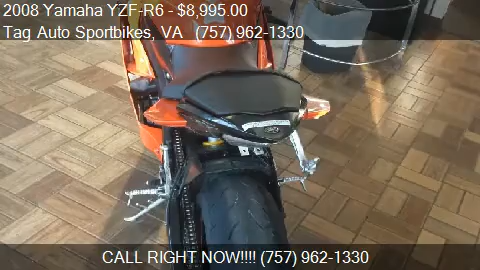 2008 Yamaha YZF-R6 - $8,995.00
Tag Auto Sportbikes, VA (757) 962-1330
CALL RIGHT NOW!!!! (757) 962-1330